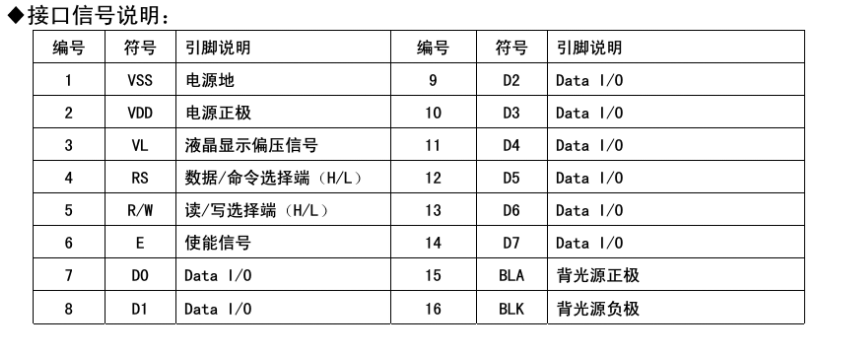 ◆接口信号说明：
编号 符号 引脚说明 编号 符号 引脚说明
1 VSS 电源地 9 D2 Data I/O
2 VDD 电源正极 10 D3 Data I/O
3 VL 液晶显示偏压信号 11 D4 Data I/O
4 RS 数据/命令选择端（H/L） 12 D5 Data I/O
5 R/W 读/写选择端（H/L） 13 D6 Data I/O
6 E 使能信号 14 D7 Data I/O
7 D0 Data I/O 15 BLA 背光源正极
8 D1 Data I/O 16 BLK 背光源负极